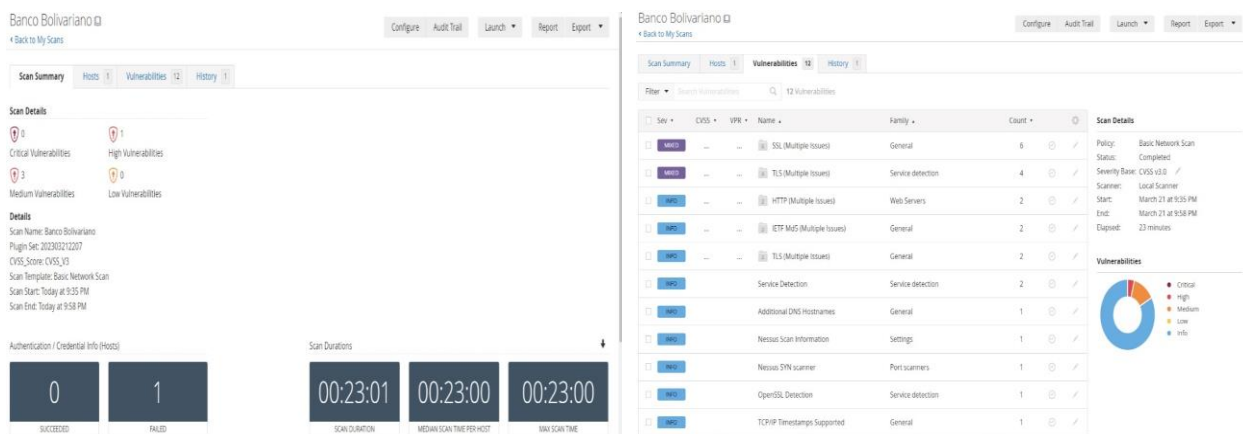 Banco Bolivariano
Configure Audit Trail Launch Report Export
< Back to My Scans
Scan Summary Hosts 1 Vulnerabilities 12 History 1
Scan Details
0
Critical Vulnerabilities
1
High Vulnerabilities
3
Medium Vulnerabilities
0
Low Vulnerabilities
Details
Scan Name: Banco Bolivariano
Plugin Set: 202303212207
CVSS_Score: CVSS_V3
Scan Template: Basic Network Scan
Scan Start: Today at 9:35 PM
Scan End: Today at 9:58 PM
Authentication / Credential Info (Hosts)
0
SUCCEEDED
1
FAILED
Scan Durations
00:23:01
SCAN DURATION
00:23:00
MEDIAN SCAN TIME PER HOST
00:23:00
MAX SCAN TIME
Banco Bolivariano
Configure Audit Trail Launch Report Export
< Back to My Scans
Scan Summary Hosts 1 Vulnerabilities 12 History 1
Filter Search Vulnerabilities 12 Vulnerabilities
Sev CVSS VPR Name Family Count
MIXED ... ... SSL (Multiple Issues) General 6
MIXED ... ... TLS (Multiple Issues) Service detection 4
INFO ... ... HTTP (Multiple Issues) Web Servers 2
INFO ... ... IETF Md5 (Multiple Issues) General 2
INFO ... ... TLS (Multiple Issues) General 2
INFO Service Detection Service detection 2
INFO Additional DNS Hostnames General 1
INFO Nessus Scan Information Settings 1
INFO Nessus SYN scanner Port scanners 1
INFO OpenSSL Detection Service detection 1
INFO TCP/IP Timestamps Supported General 1
Scan Details
Policy: Basic Network Scan
Status: Completed
Severity Base: CVSS v3.0
Scanner: Local Scanner
Start: March 21 at 9:35 PM
End: March 21 at 9:58 PM
Elapsed: 23 minutes
Vulnerabilities
Critical
High
Medium
Low
Info